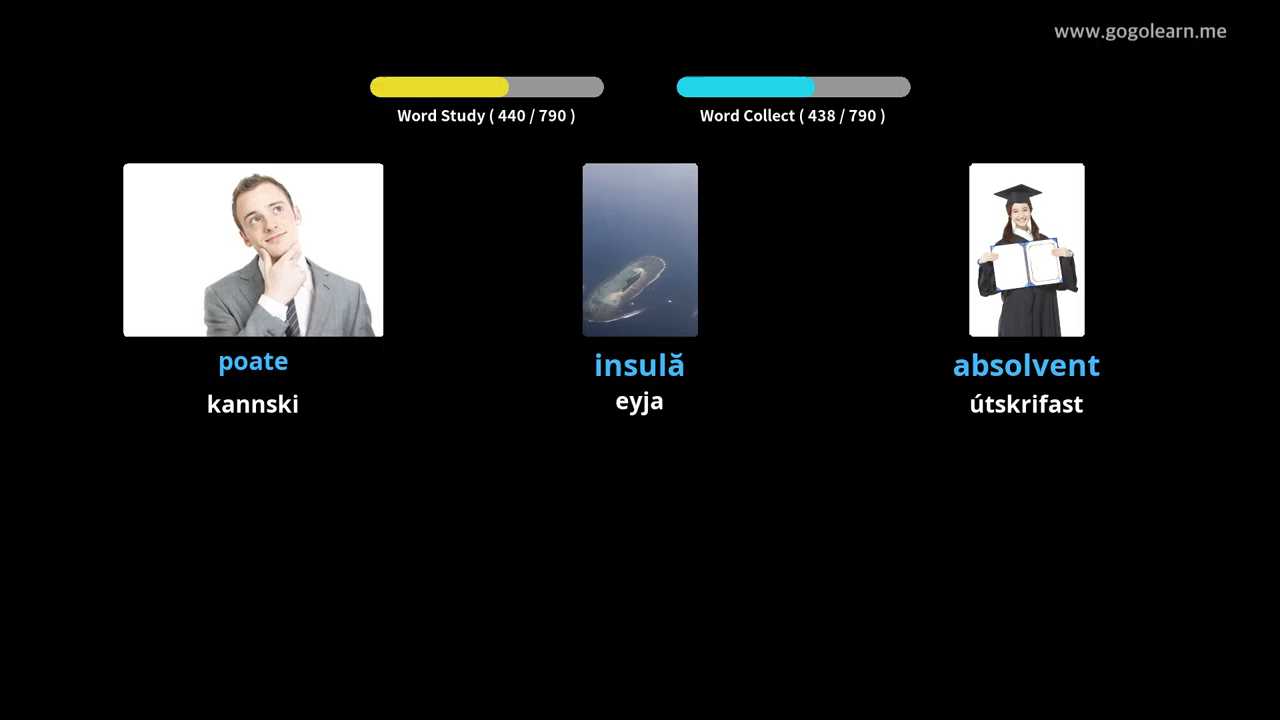 www.gogolearn.me
Word Study ( 440 / 790 )
Word Collect ( 438 / 790 )
poate
kannski
insulă
eyja
absolvent
útskrifast